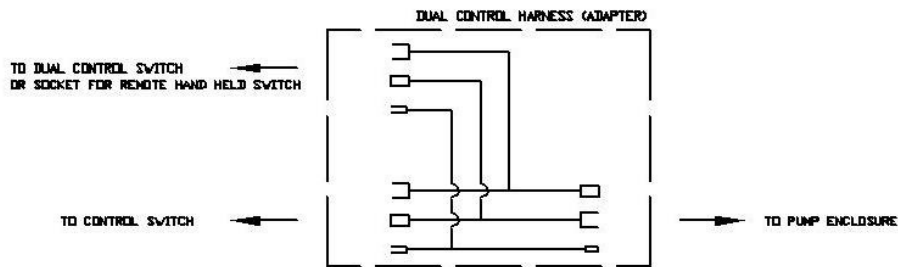 DUAL CONTROL HARNESS (ADAPTER)
TO DUAL CONTROL SWITCH
OR SOCKET FOR REMOTE HAND HELD SWITCH
TO CONTROL SWITCH
TO PUMP ENCLOSURE